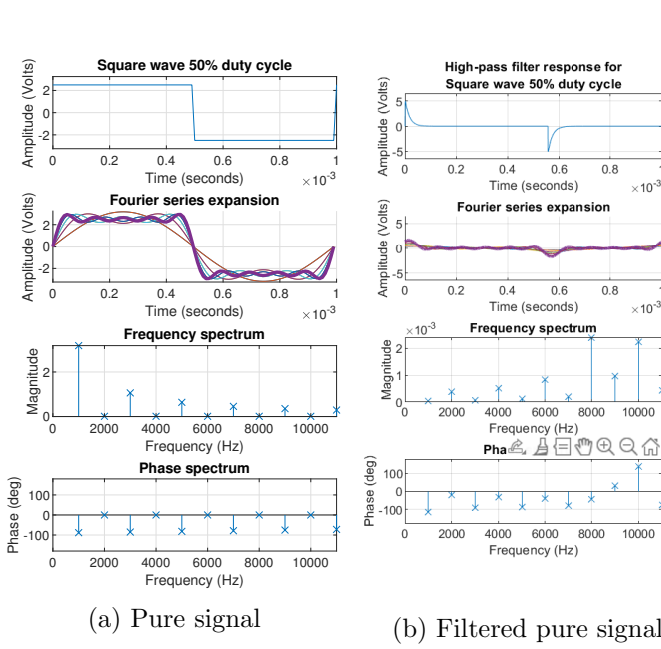 Square wave 50% duty cycle
Amplitude (Volts)
2
0
-2
0 0.2 0.4 0.6 0.8 1
Time (seconds)
×10⁻³
Fourier series expansion
Amplitude (Volts)
2
0
-2
0 0.2 0.4 0.6 0.8 1
Time (seconds)
×10⁻³
Frequency spectrum
Magnitude
2
0
0 2000 4000 6000 8000 10000
Frequency (Hz)
Phase spectrum
Phase (deg)
100
0
-100
0 2000 4000 6000 8000 10000
Frequency (Hz)
(a) Pure signal
High-pass filter response for
Square wave 50% duty cycle
Amplitude (Volts)
5
0
-5
0 0.2 0.4 0.6 0.8
Time (seconds)
×10⁻³
Fourier series expansion
Amplitude (Volts)
5
0
-5
0 0.2 0.4 0.6 0.8
Time (seconds)
×10⁻³
Frequency spectrum
×10⁻³
Magnitude
2
1
0
0 2000 4000 6000 8000 10000
Frequency (Hz)
Pha
Phase (deg)
100
0
-100
0 2000 4000 6000 8000 10000
Frequency (Hz)
(b) Filtered pure signal